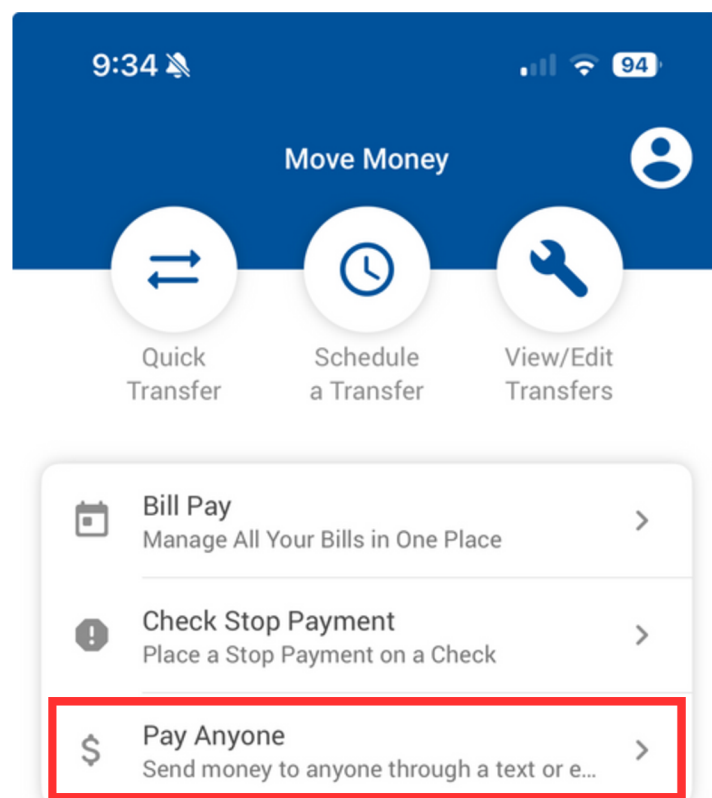 9:34
94
Move Money
Quick
Transfer
Schedule
a Transfer
View/Edit
Transfers
Bill Pay
Manage All Your Bills in One Place
Check Stop Payment
Place a Stop Payment on a Check
Pay Anyone
Send money to anyone through a text or e...